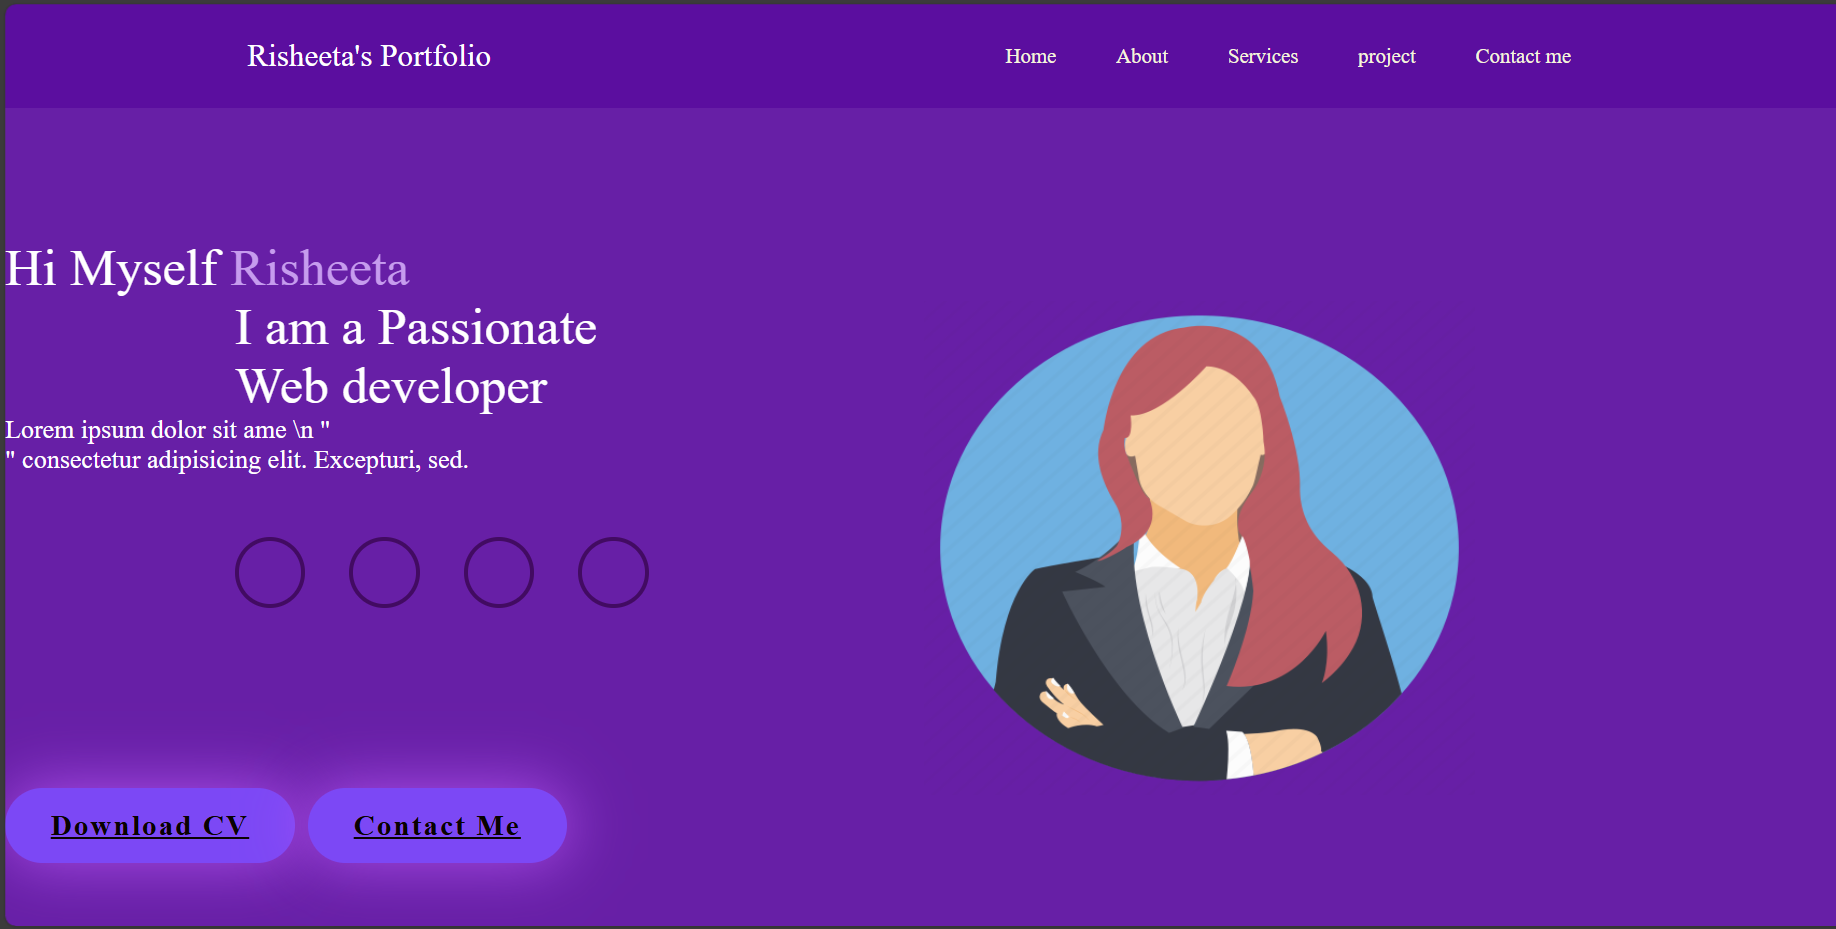 Risheeta's Portfolio
Home About Services project Contact me
Hi Myself Risheeta
I am a Passionate
Web developer
Lorem ipsum dolor sit ame \n "
" consectetur adipisicing elit. Excepturi, sed.
Download CV Contact Me